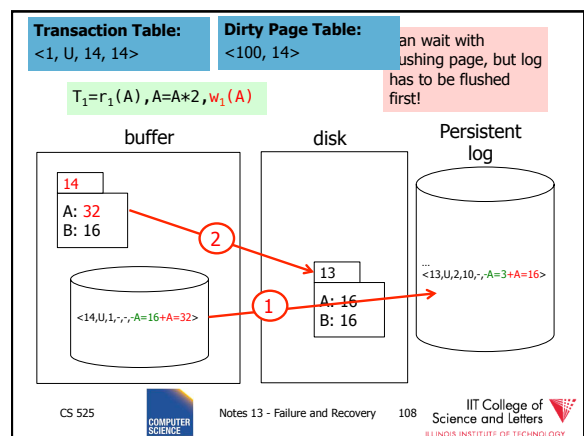 Transaction Table:
<1, U, 14, 14>
Dirty Page Table:
<100, 14>
an wait with
ushing page, but log
has to be flushed
first!
T1=r1(A),A=A*2,w1(A)
buffer
disk
Persistent
log
14
A: 32
B: 16
2
13
A: 16
B: 16
...
<13,U,2,10,-,-A=3+A=16>
1
<14,U,1,-,-,-A=16+A=32>
CS 525
COMPUTER
SCIENCE
Notes 13 - Failure and Recovery
108
IIT College of
Science and Letters
ILLINOIS INSTITUTE OF TECHNOLOGY